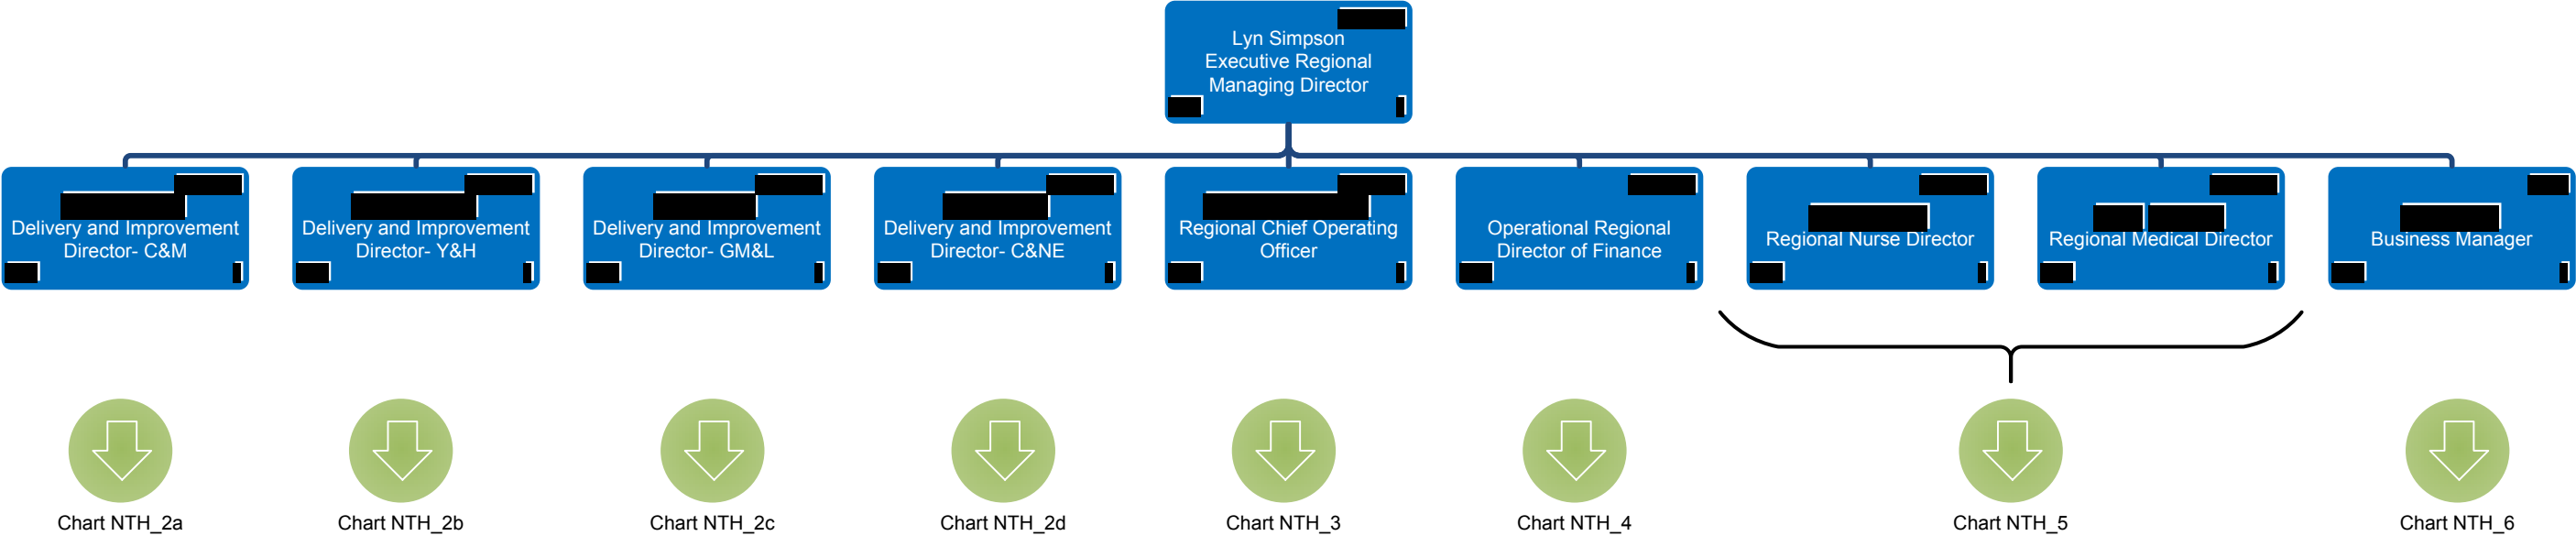 Lyn Simpson
Executive Regional
Managing Director
Delivery and Improvement
Director- C&M
Delivery and Improvement
Director- Y&H
Delivery and Improvement
Director- GM&L
Delivery and Improvement
Director- C&NE
Regional Chief Operating
Officer
Operational Regional
Director of Finance
Regional Nurse Director
Regional Medical Director
Business Manager
Chart NTH_2a
Chart NTH_2b
Chart NTH_2c
Chart NTH_2d
Chart NTH_3
Chart NTH_4
Chart NTH_5
Chart NTH_6